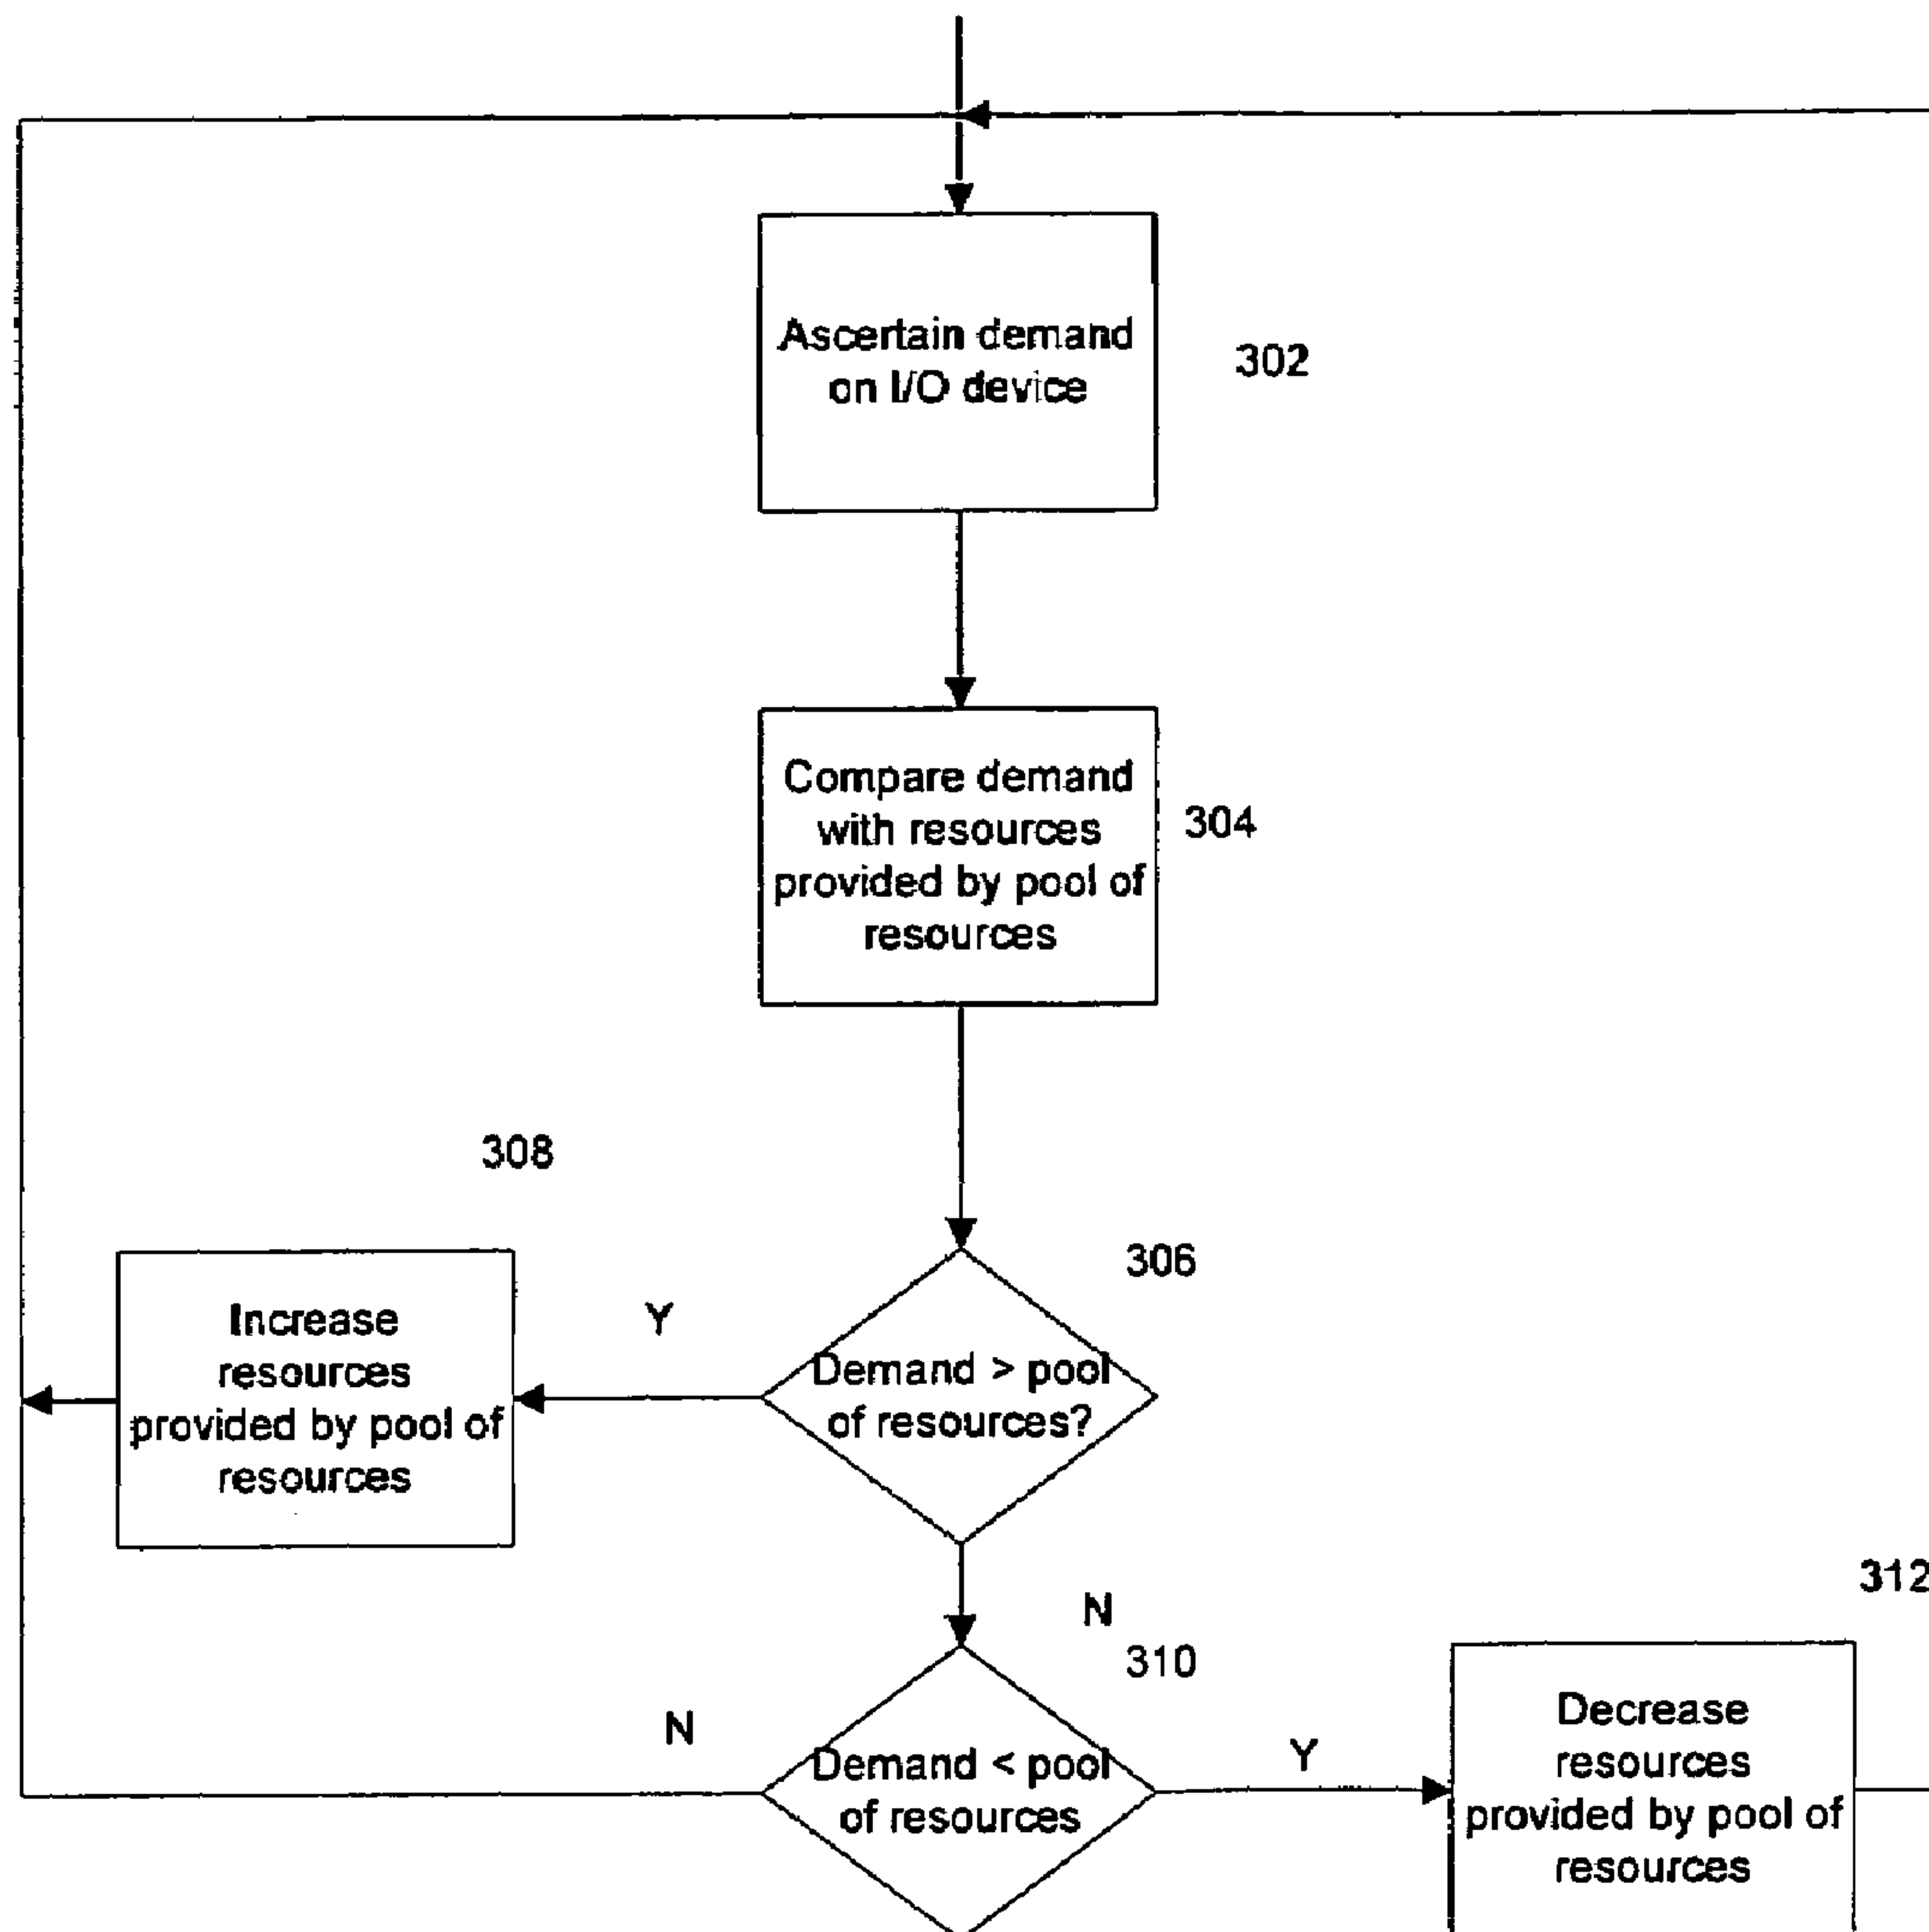 Ascertain demand
on I/O device
302
Compare demand
with resources
provided by pool of
resources
304
308
306
Increase
resources
provided by pool of
resources
Y
Demand > pool
of resources?
N
310
312
N
Demand < pool
of resources
Y
Decrease
resources
provided by pool of
resources